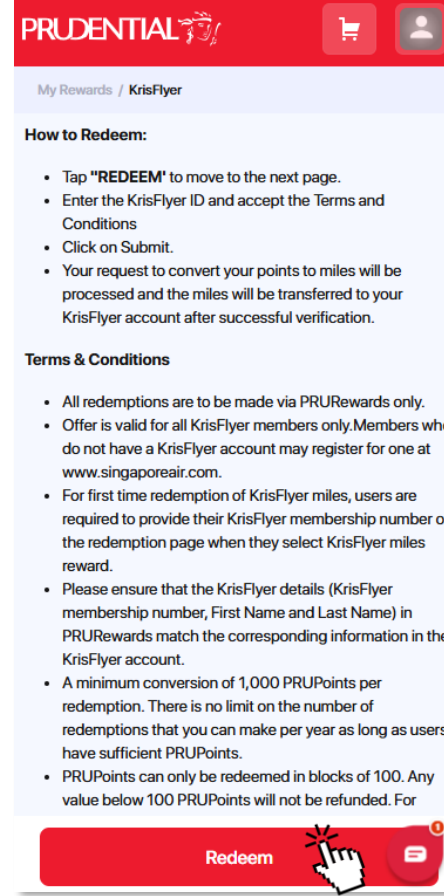 PRUDENTIAL
My Rewards / KrisFlyer
How to Redeem:
• Tap "REDEEM' to move to the next page.
• Enter the KrisFlyer ID and accept the Terms and
Conditions
• Click on Submit.
• Your request to convert your points to miles will be
processed and the miles will be transferred to your
KrisFlyer account after successful verification.
Terms & Conditions
• All redemptions are to be made via PRURewards only.
• Offer is valid for all KrisFlyer members only.Members
do not have a KrisFlyer account may register for one at
www.singaporeair.com.
• For first time redemption of KrisFlyer miles, users are
required to provide their KrisFlyer membership number
the redemption page when they select KrisFlyer miles
reward.
• Please ensure that the KrisFlyer details (KrisFlyer
membership number, First Name and Last Name) in
PRURewards match the corresponding information in the
KrisFlyer account.
• A minimum conversion of 1,000 PRUPoints per
redemption. There is no limit on the number of
redemptions that you can make per year as long as users
have sufficient PRUPoints.
• PRUPoints can only be redeemed in blocks of 100. Any
value below 100 PRUPoints will not be refunded. For
1
Redeem